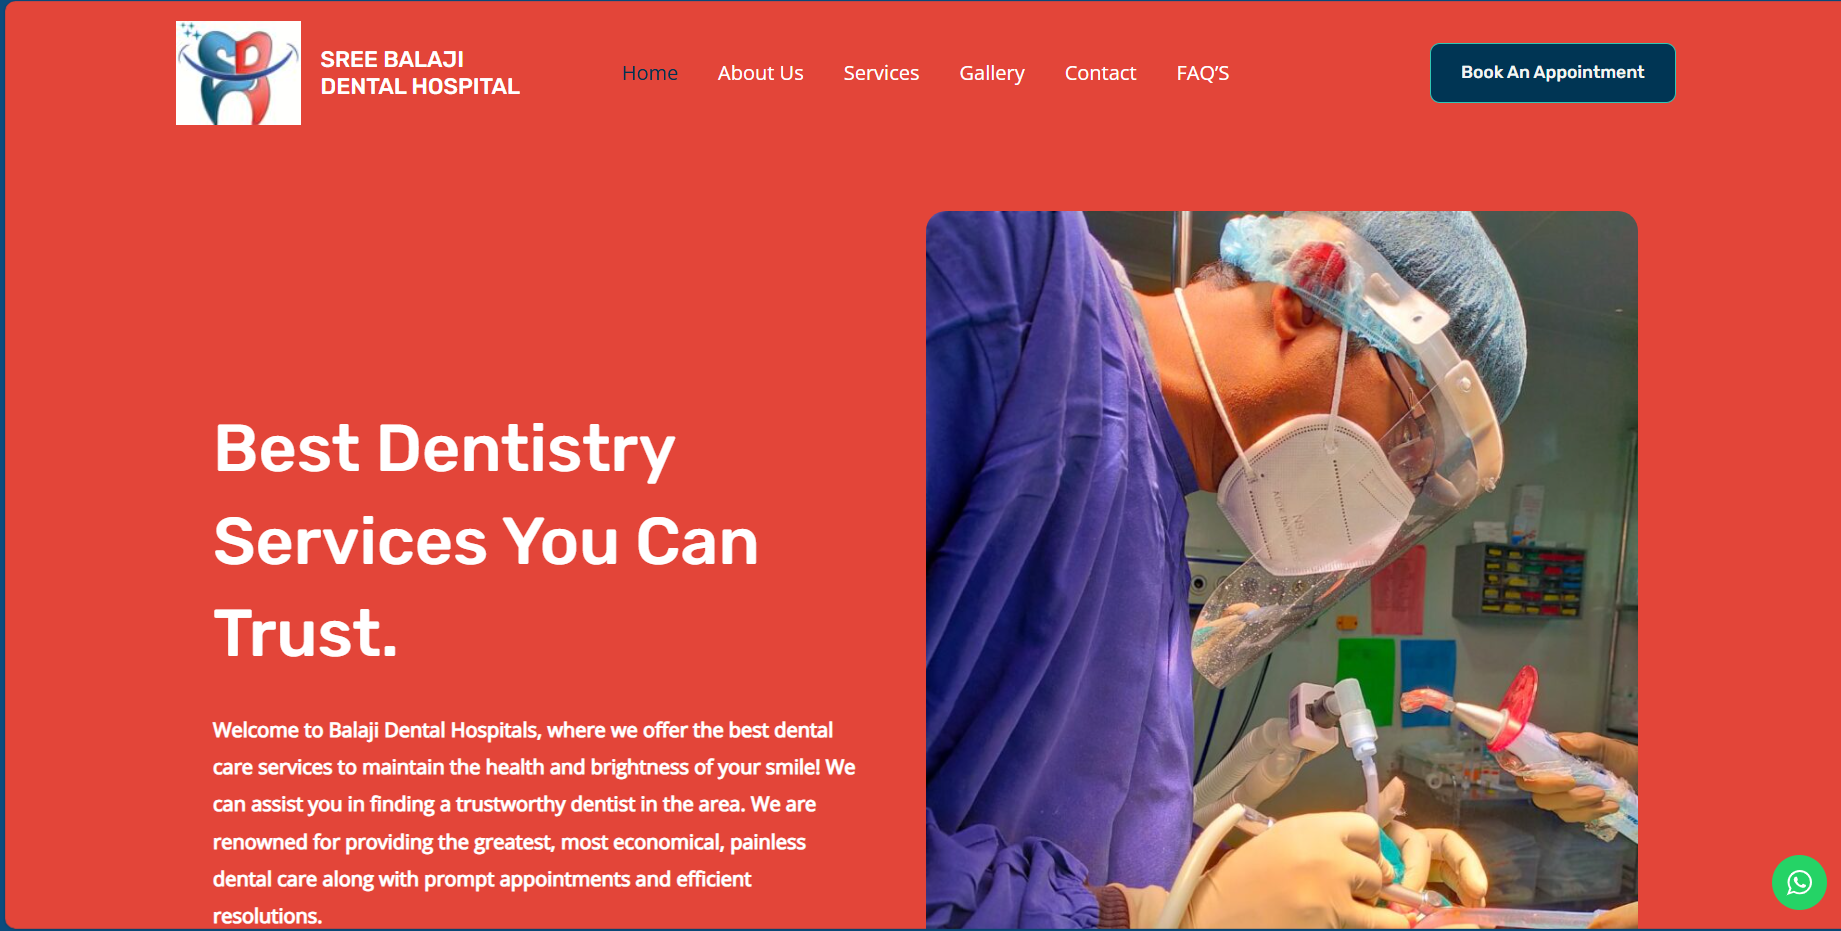 SD
SREE BALAJI
DENTAL HOSPITAL
Home
About Us
Services
Gallery
Contact
FAQ'S
Book An Appointment
Best Dentistry
Services You Can
Trust.
Welcome to Balaji Dental Hospitals, where we offer the best dental
care services to maintain the health and brightness of your smile! We
can assist you in finding a trustworthy dentist in the area. We are
renowned for providing the greatest, most economical, painless
dental care along with prompt appointments and efficient
resolutions.